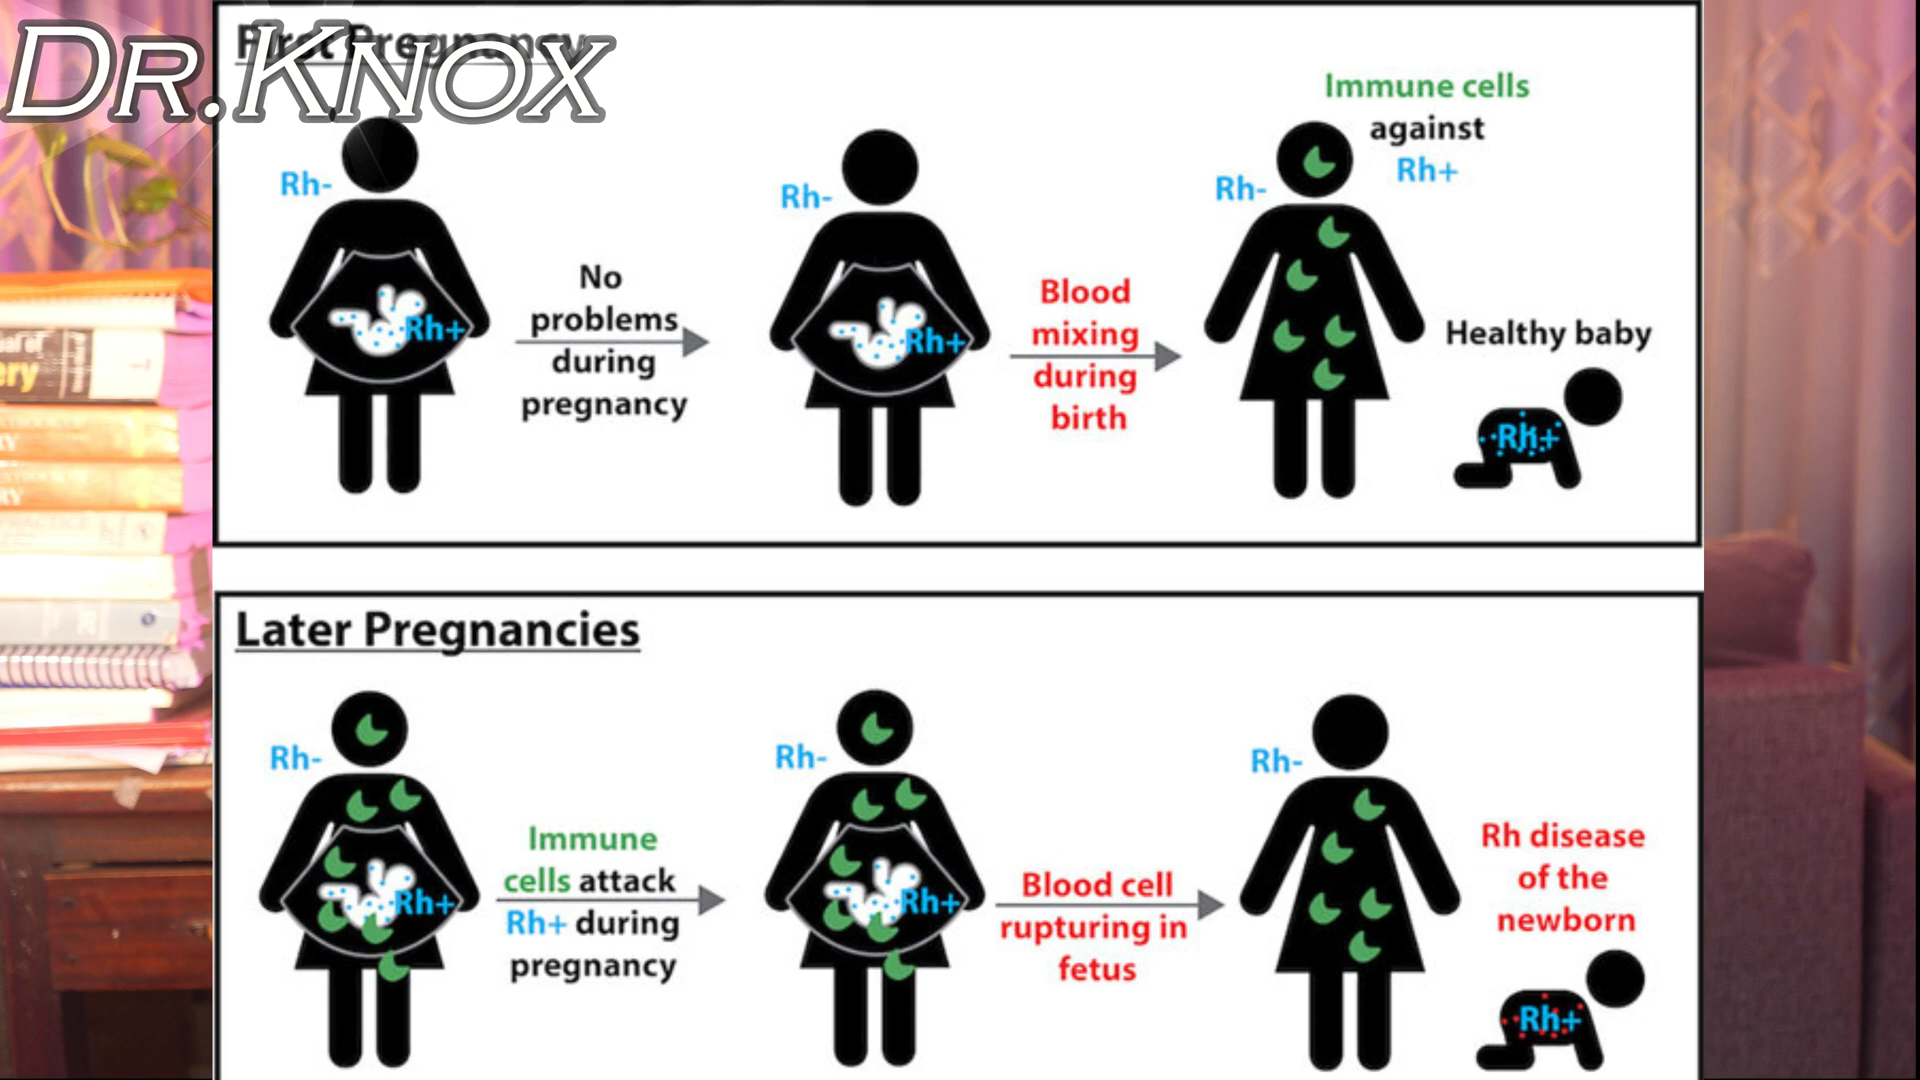 DR.KNOX
First Pregnancy
Immune cells
against
Rh+
Rh-
Rh-
Rh-
Rh+
Rh+
No
problems
during
pregnancy
Blood
mixing
during
birth
Healthy baby
Rh+
Later Pregnancies
Rh-
Rh-
Rh-
Rh+
Rh+
Immune
cells attack
Rh+ during
pregnancy
Blood cell
rupturing in
fetus
Rh disease
of the
newborn
Rh+